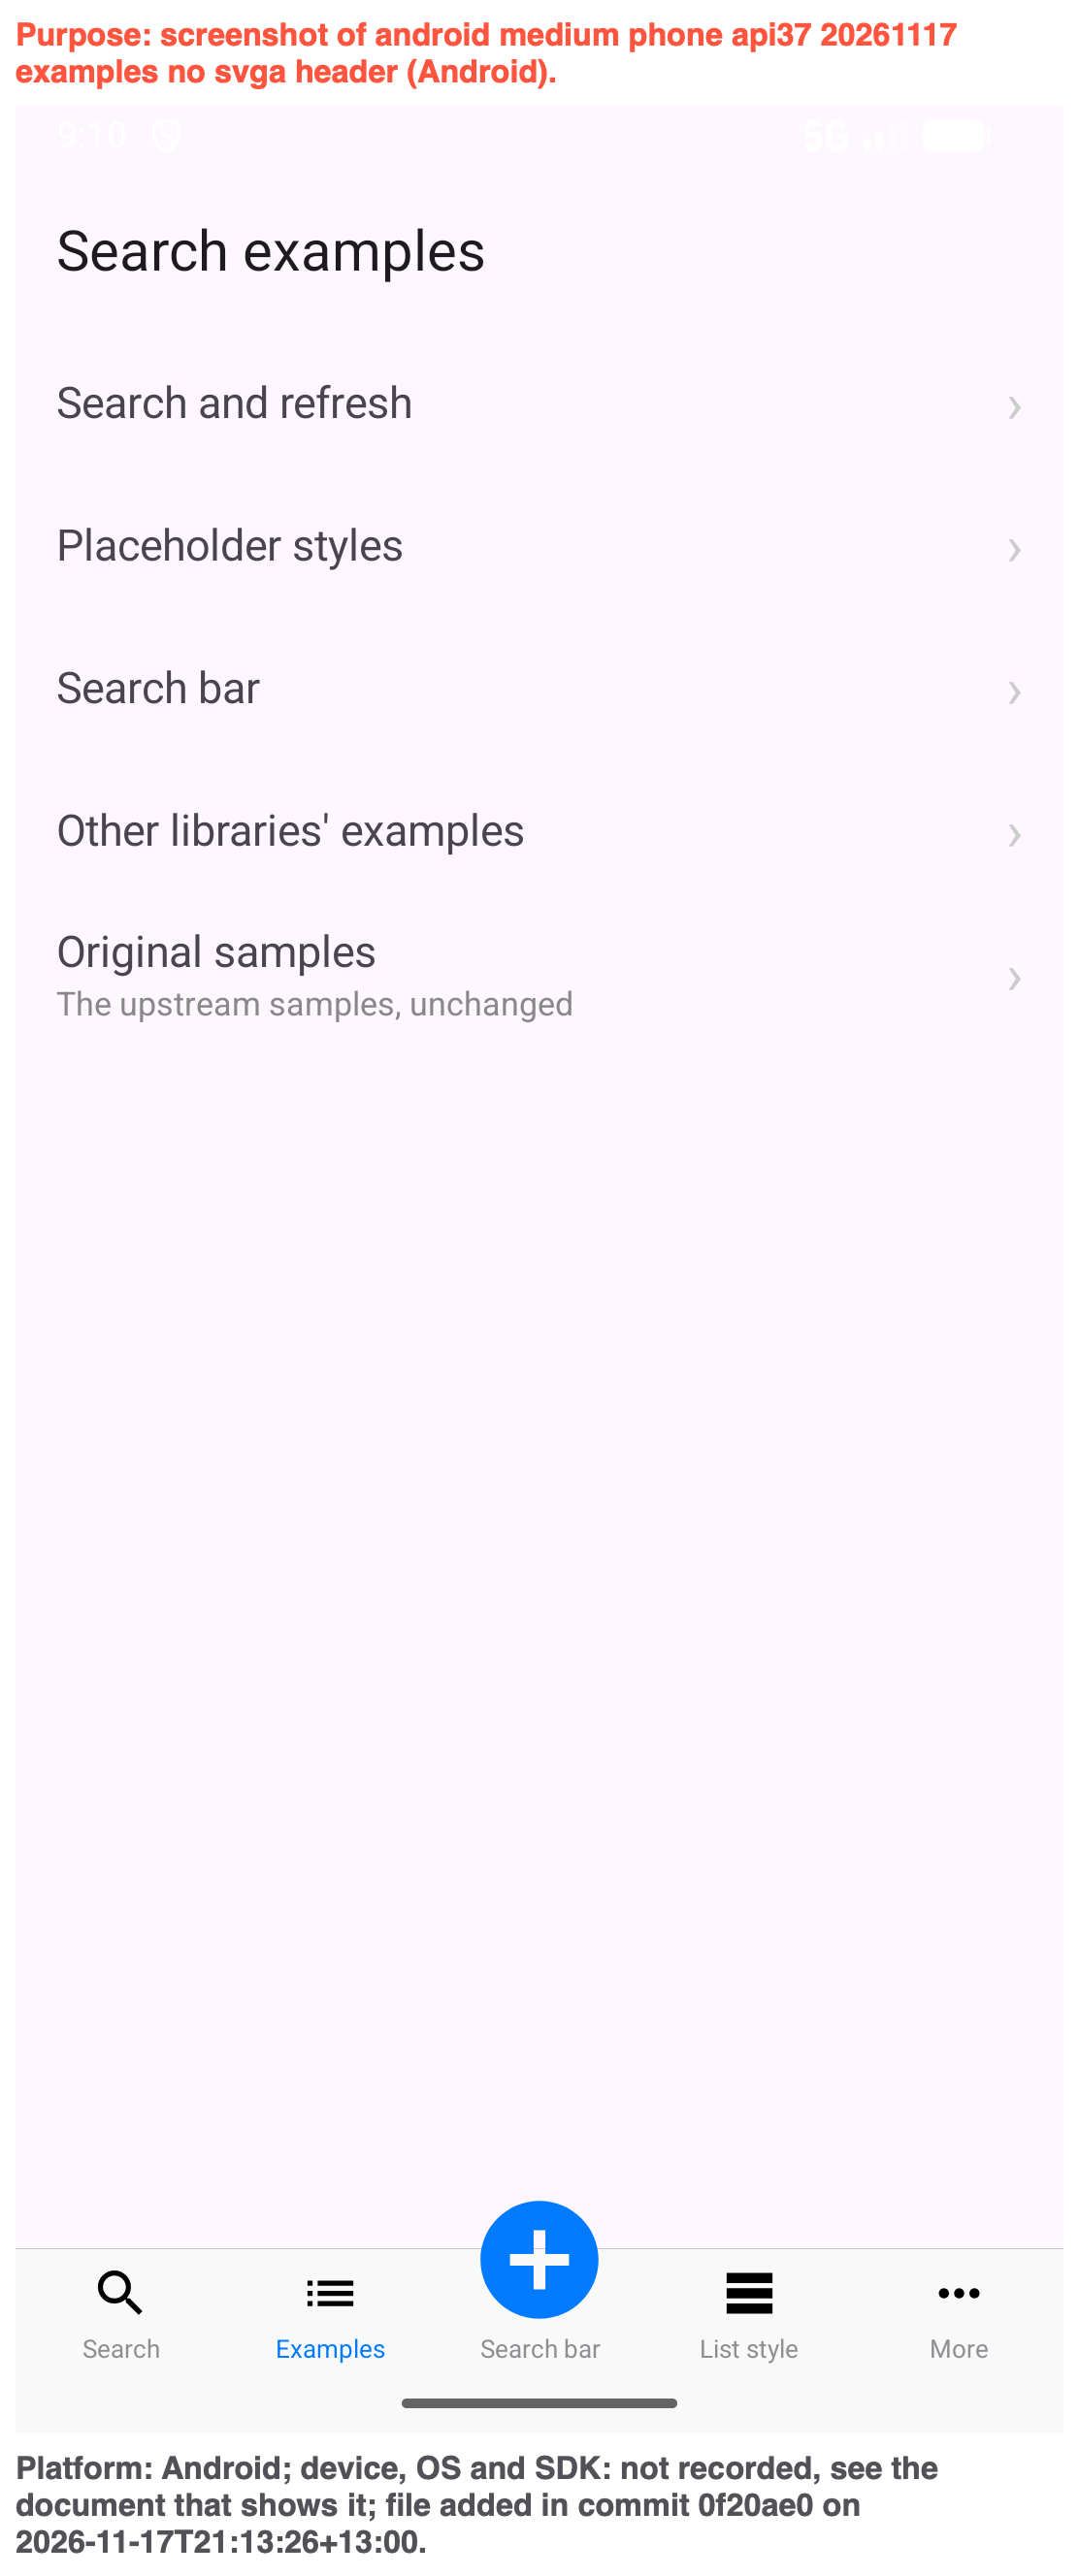 Purpose: screenshot of android medium phone api37 20261117
examples no svga header (Android).
9:10
5G
Search examples
Search and refresh
Placeholder styles
Search bar
Other libraries' examples
Original samples
The upstream samples, unchanged
Search
Examples
Search bar
List style
More
Platform: Android; device, OS and SDK: not recorded, see the
document that shows it; file added in commit 0f20ae0 on
2026-11-17T21:13:26+13:00.